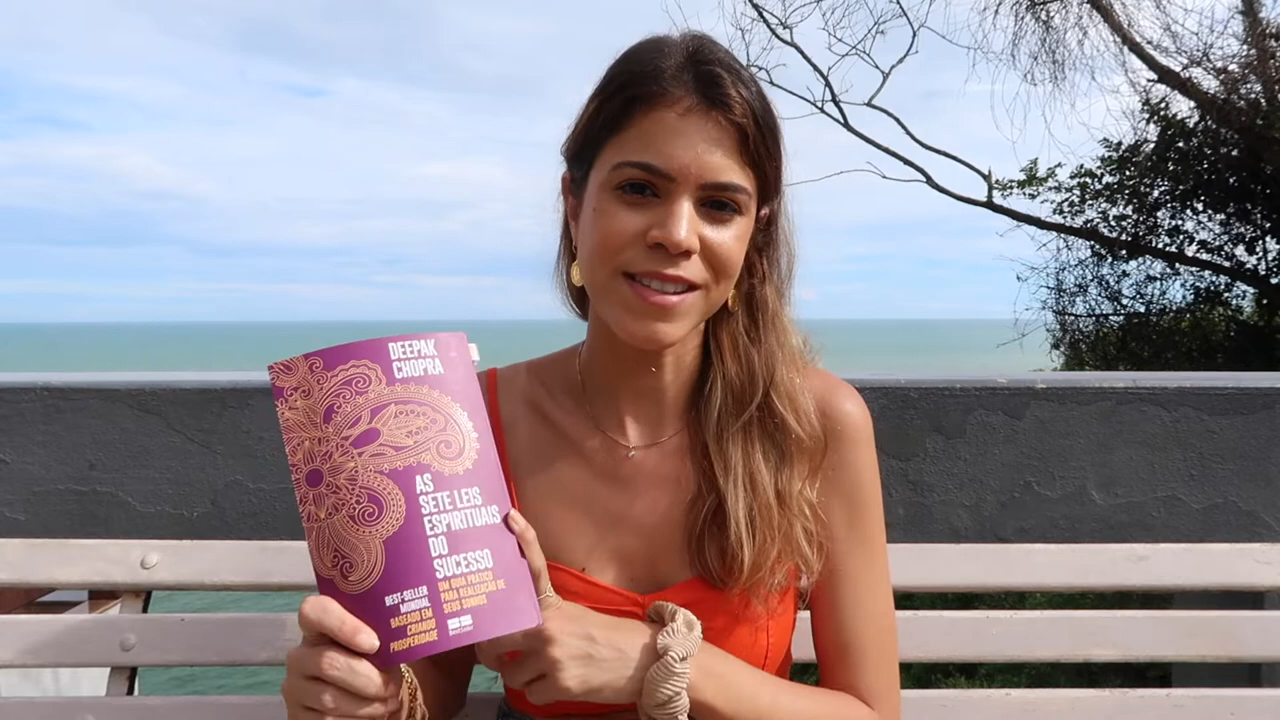 DEEPAK
CHOPRA
AS
SETE LEIS
ESPIRITUAIS
DO
SUCESSO
UM GUIA PRÁTICO
PARA REALIZAÇÃO DE
SEUS SONHOS
BEST-SELLER
MUNDIAL
BASEADO EM
CRIANDO
PROSPERIDADE
BestSeller